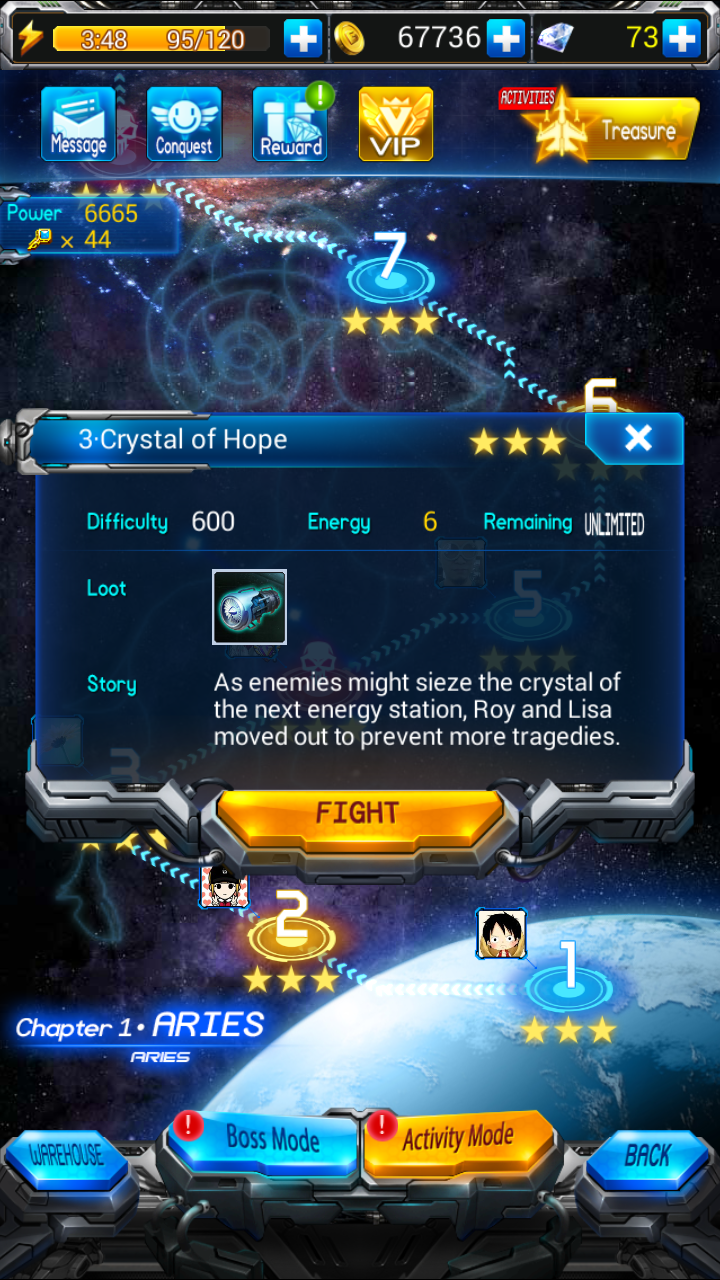 3:48 95/120 67736 73
Message Conquest Reward VIP
ACTIVITIES
Treasure
Power 6665
× 44
7
6
3·Crystal of Hope
Difficulty 600 Energy 6 Remaining UNLIMITED
Loot
5
Story As enemies might sieze the crystal of
the next energy station, Roy and Lisa
moved out to prevent more tragedies.
3
FIGHT
2
1
Chapter 1· ARIES
ARIES
! Boss Mode ! Activity Mode
WAREHOUSE BACK